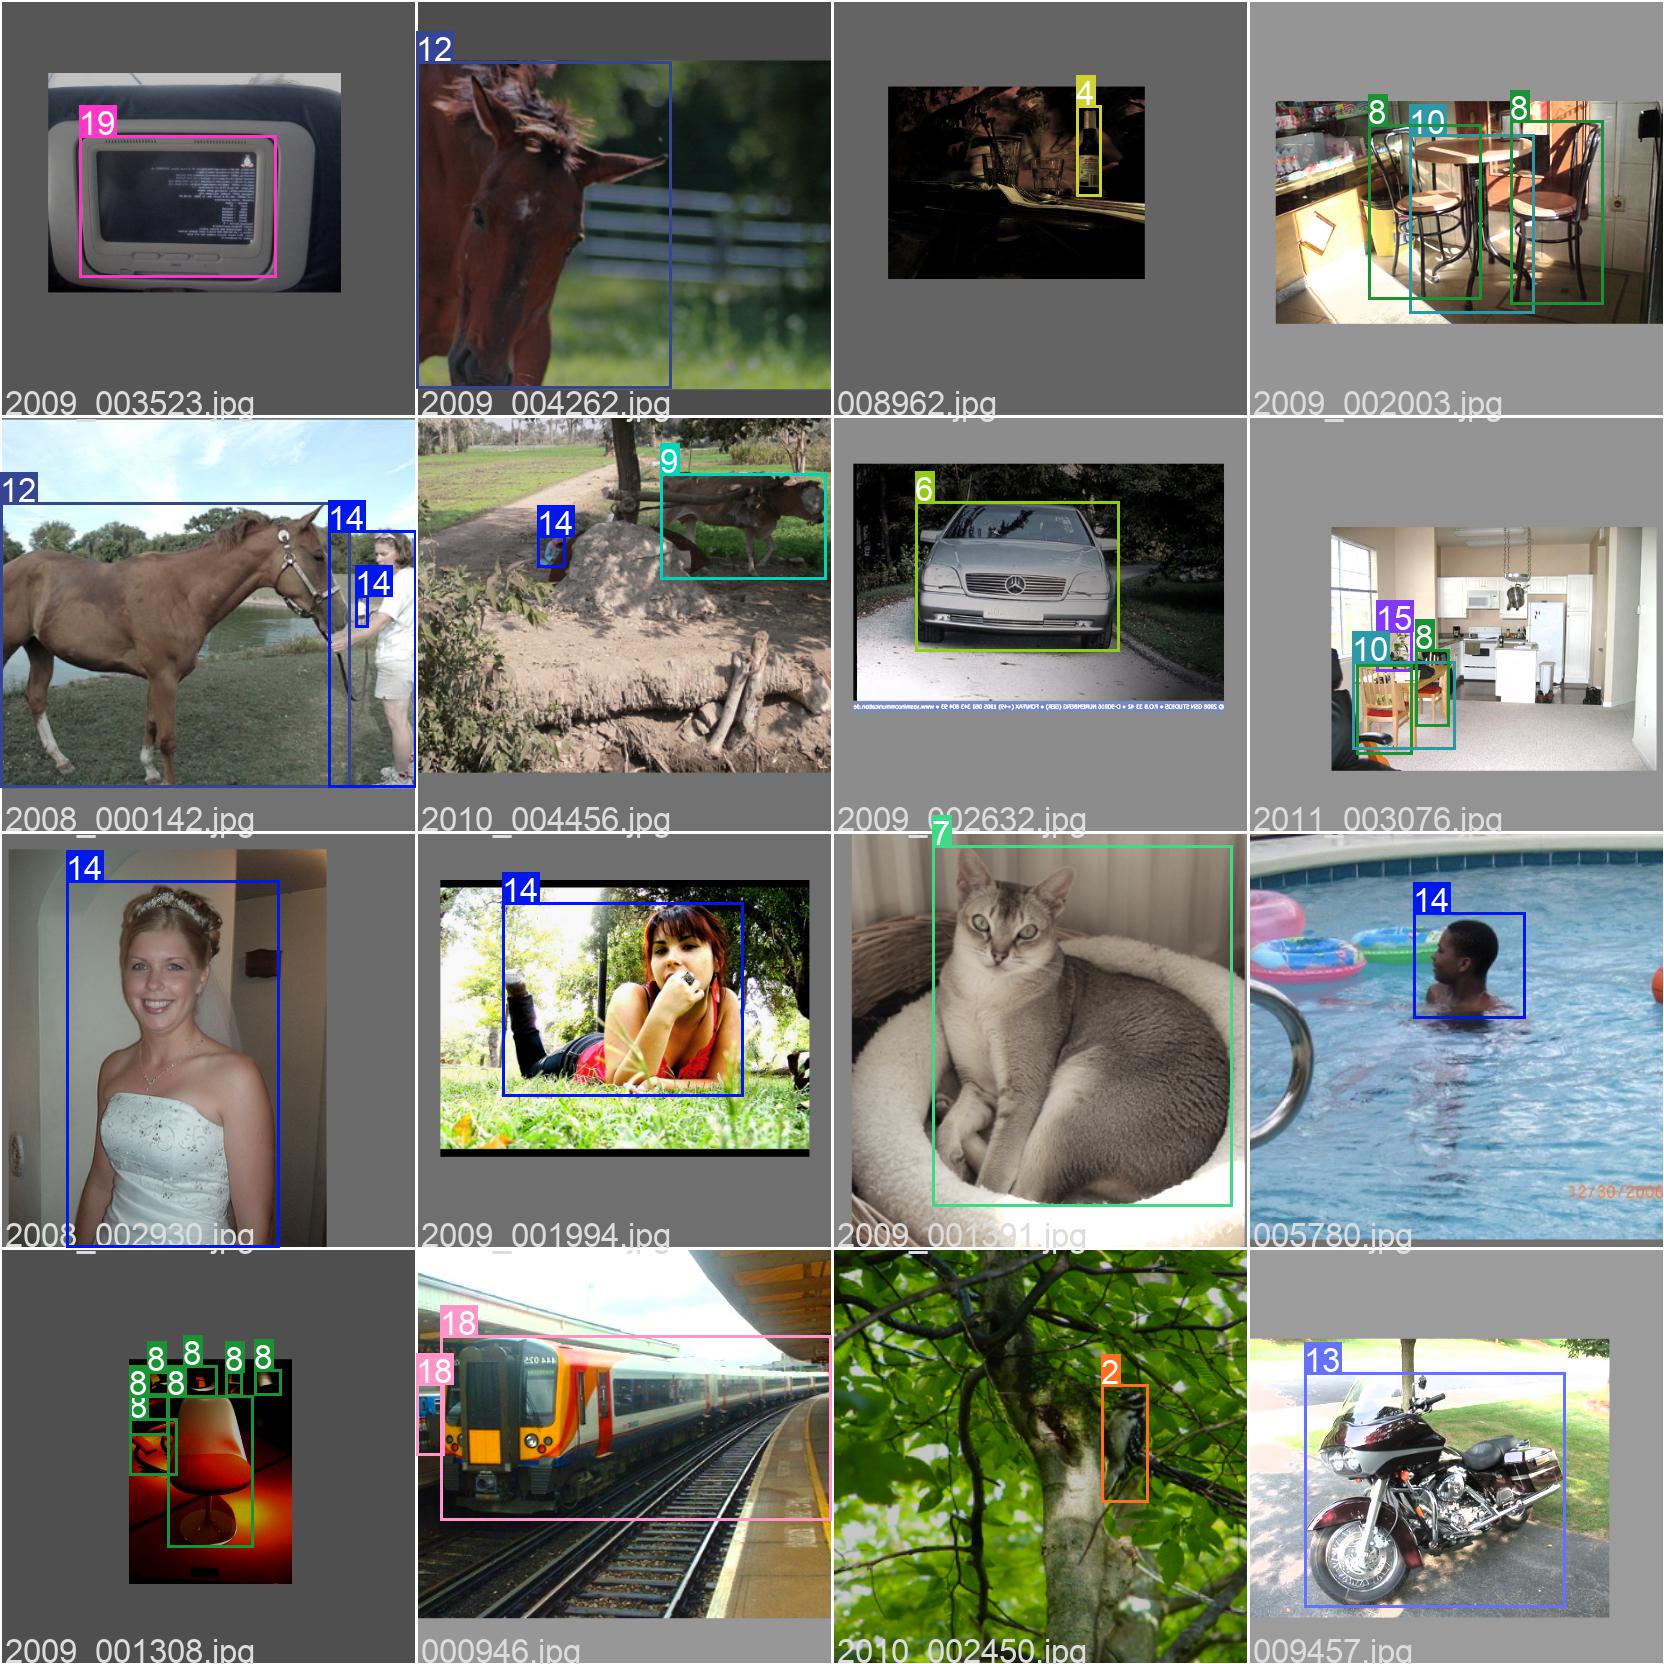 19
12
4
8 10 8
2009_003523.jpg
2009_004262.jpg
008962.jpg
2009_002003.jpg
12
14
14
14
9
6
15
10 8
2008_000142.jpg
2010_004456.jpg
2009_002632.jpg
2011_003076.jpg
14
14
7
14
12/30/2006
2008_002930.jpg
2009_001994.jpg
2009_001391.jpg
005780.jpg
8 8 8 8
8 8
8
18
18
444 025
2
13
2009_001308.jpg
000946.jpg
2010_002450.jpg
009457.jpg